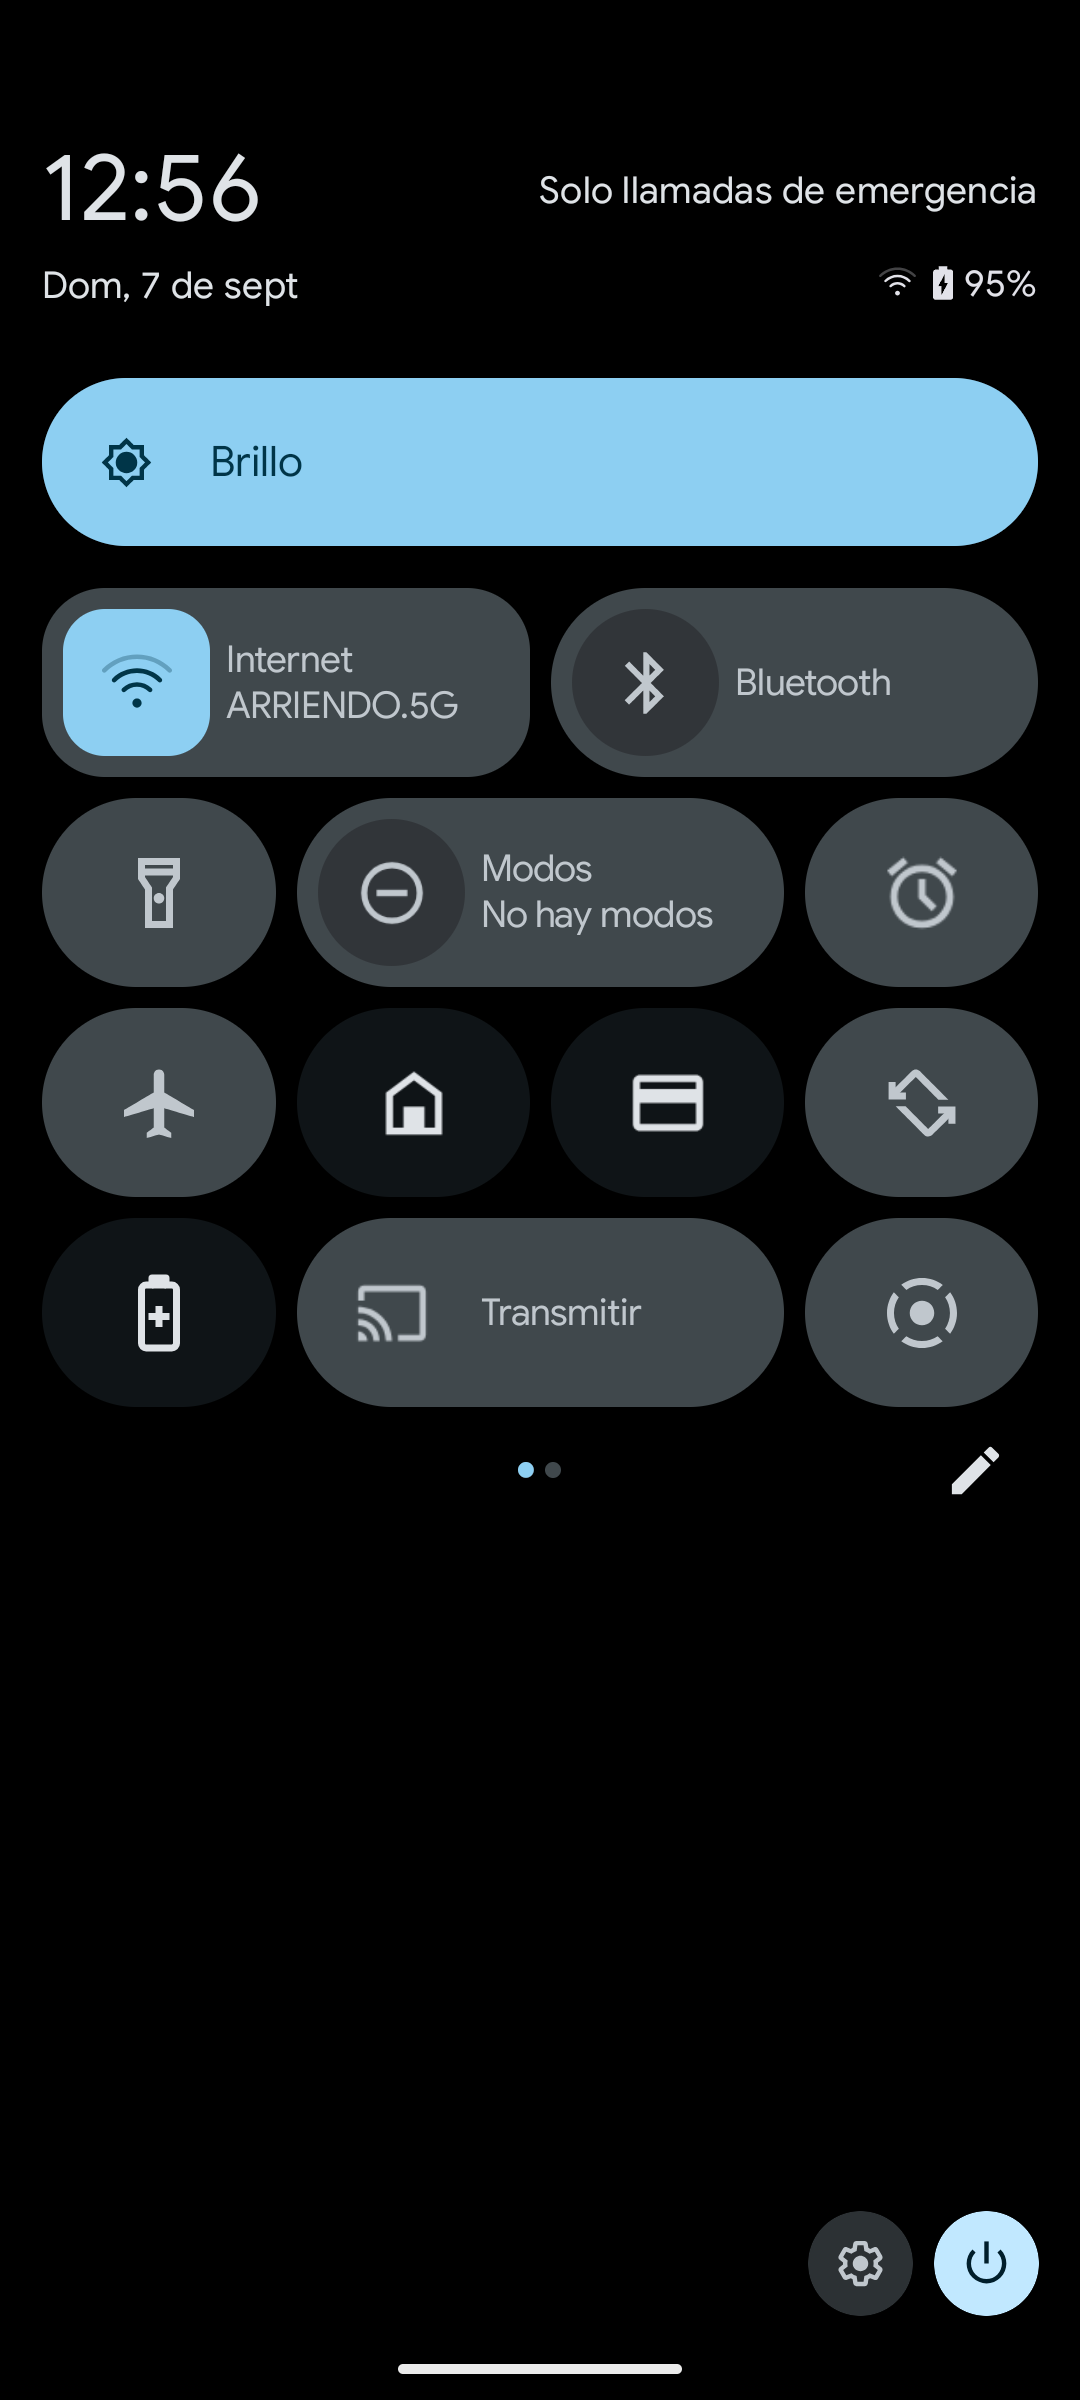 12:56
Solo llamadas de emergencia
Dom, 7 de sept
95%
Brillo
Internet
ARRIENDO.5G
Bluetooth
Modos
No hay modos
Transmitir